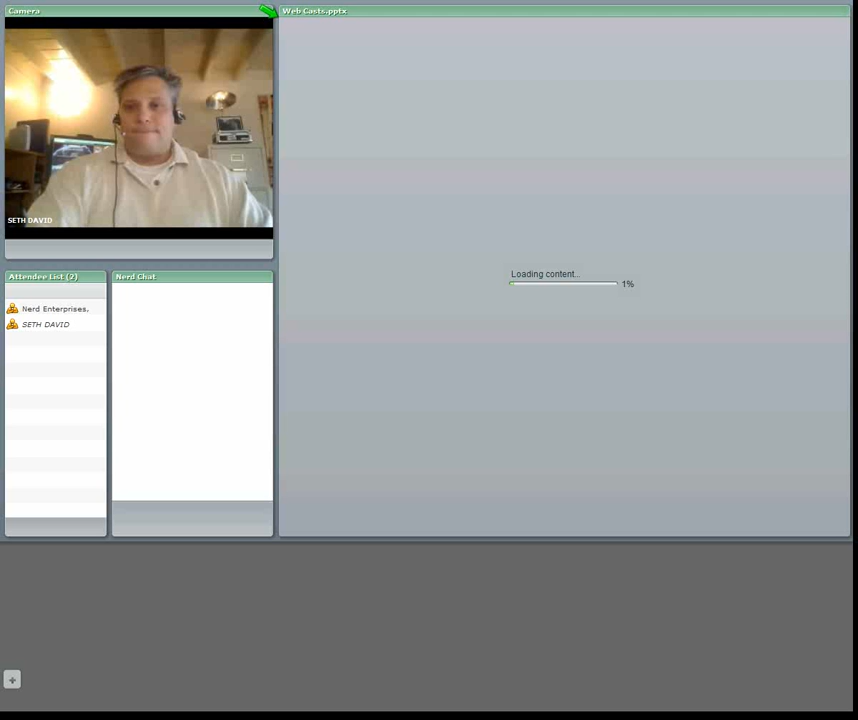 Camera
Web Casts.pptx
SETH DAVID
Loading content...
1%
Attendee List (2)
Nerd Chat
Nerd Enterprises,
SETH DAVID